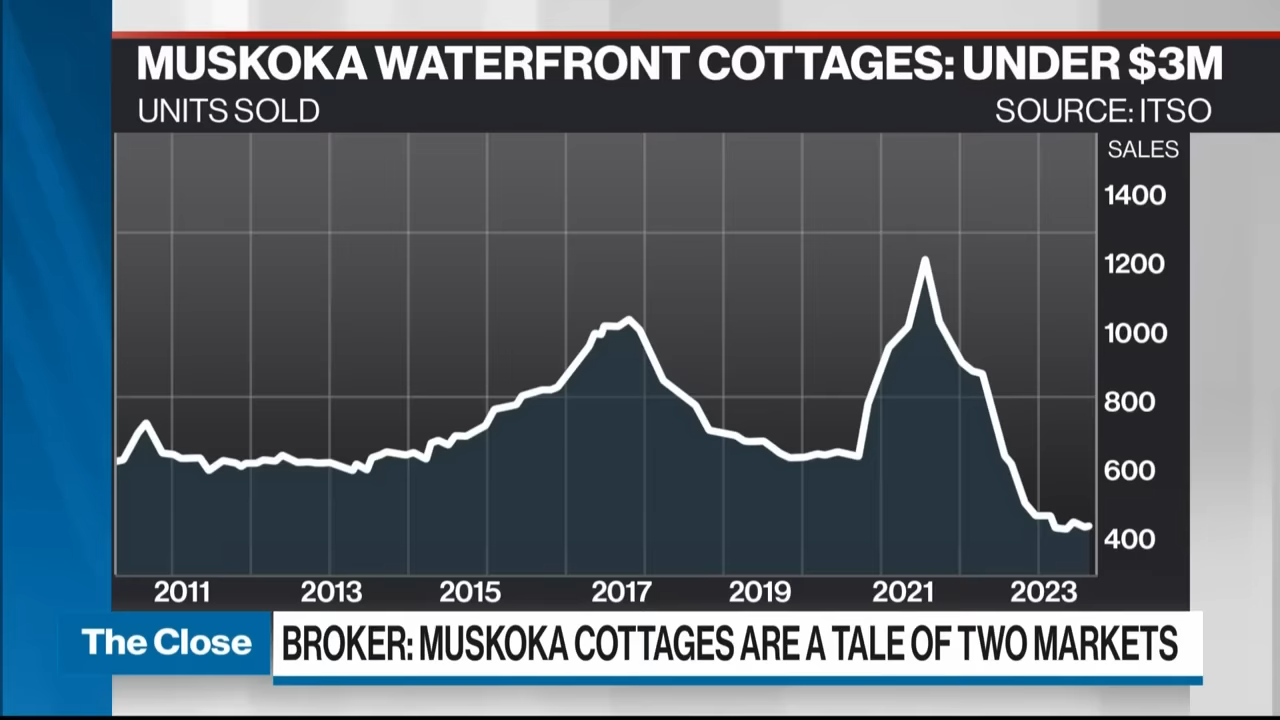 MUSKOKA WATERFRONT COTTAGES: UNDER $3M
UNITS SOLD SOURCE: ITSO
SALES
1400
1200
1000
800
600
400
2011 2013 2015 2017 2019 2021 2023
The Close
BROKER: MUSKOKA COTTAGES ARE A TALE OF TWO MARKETS